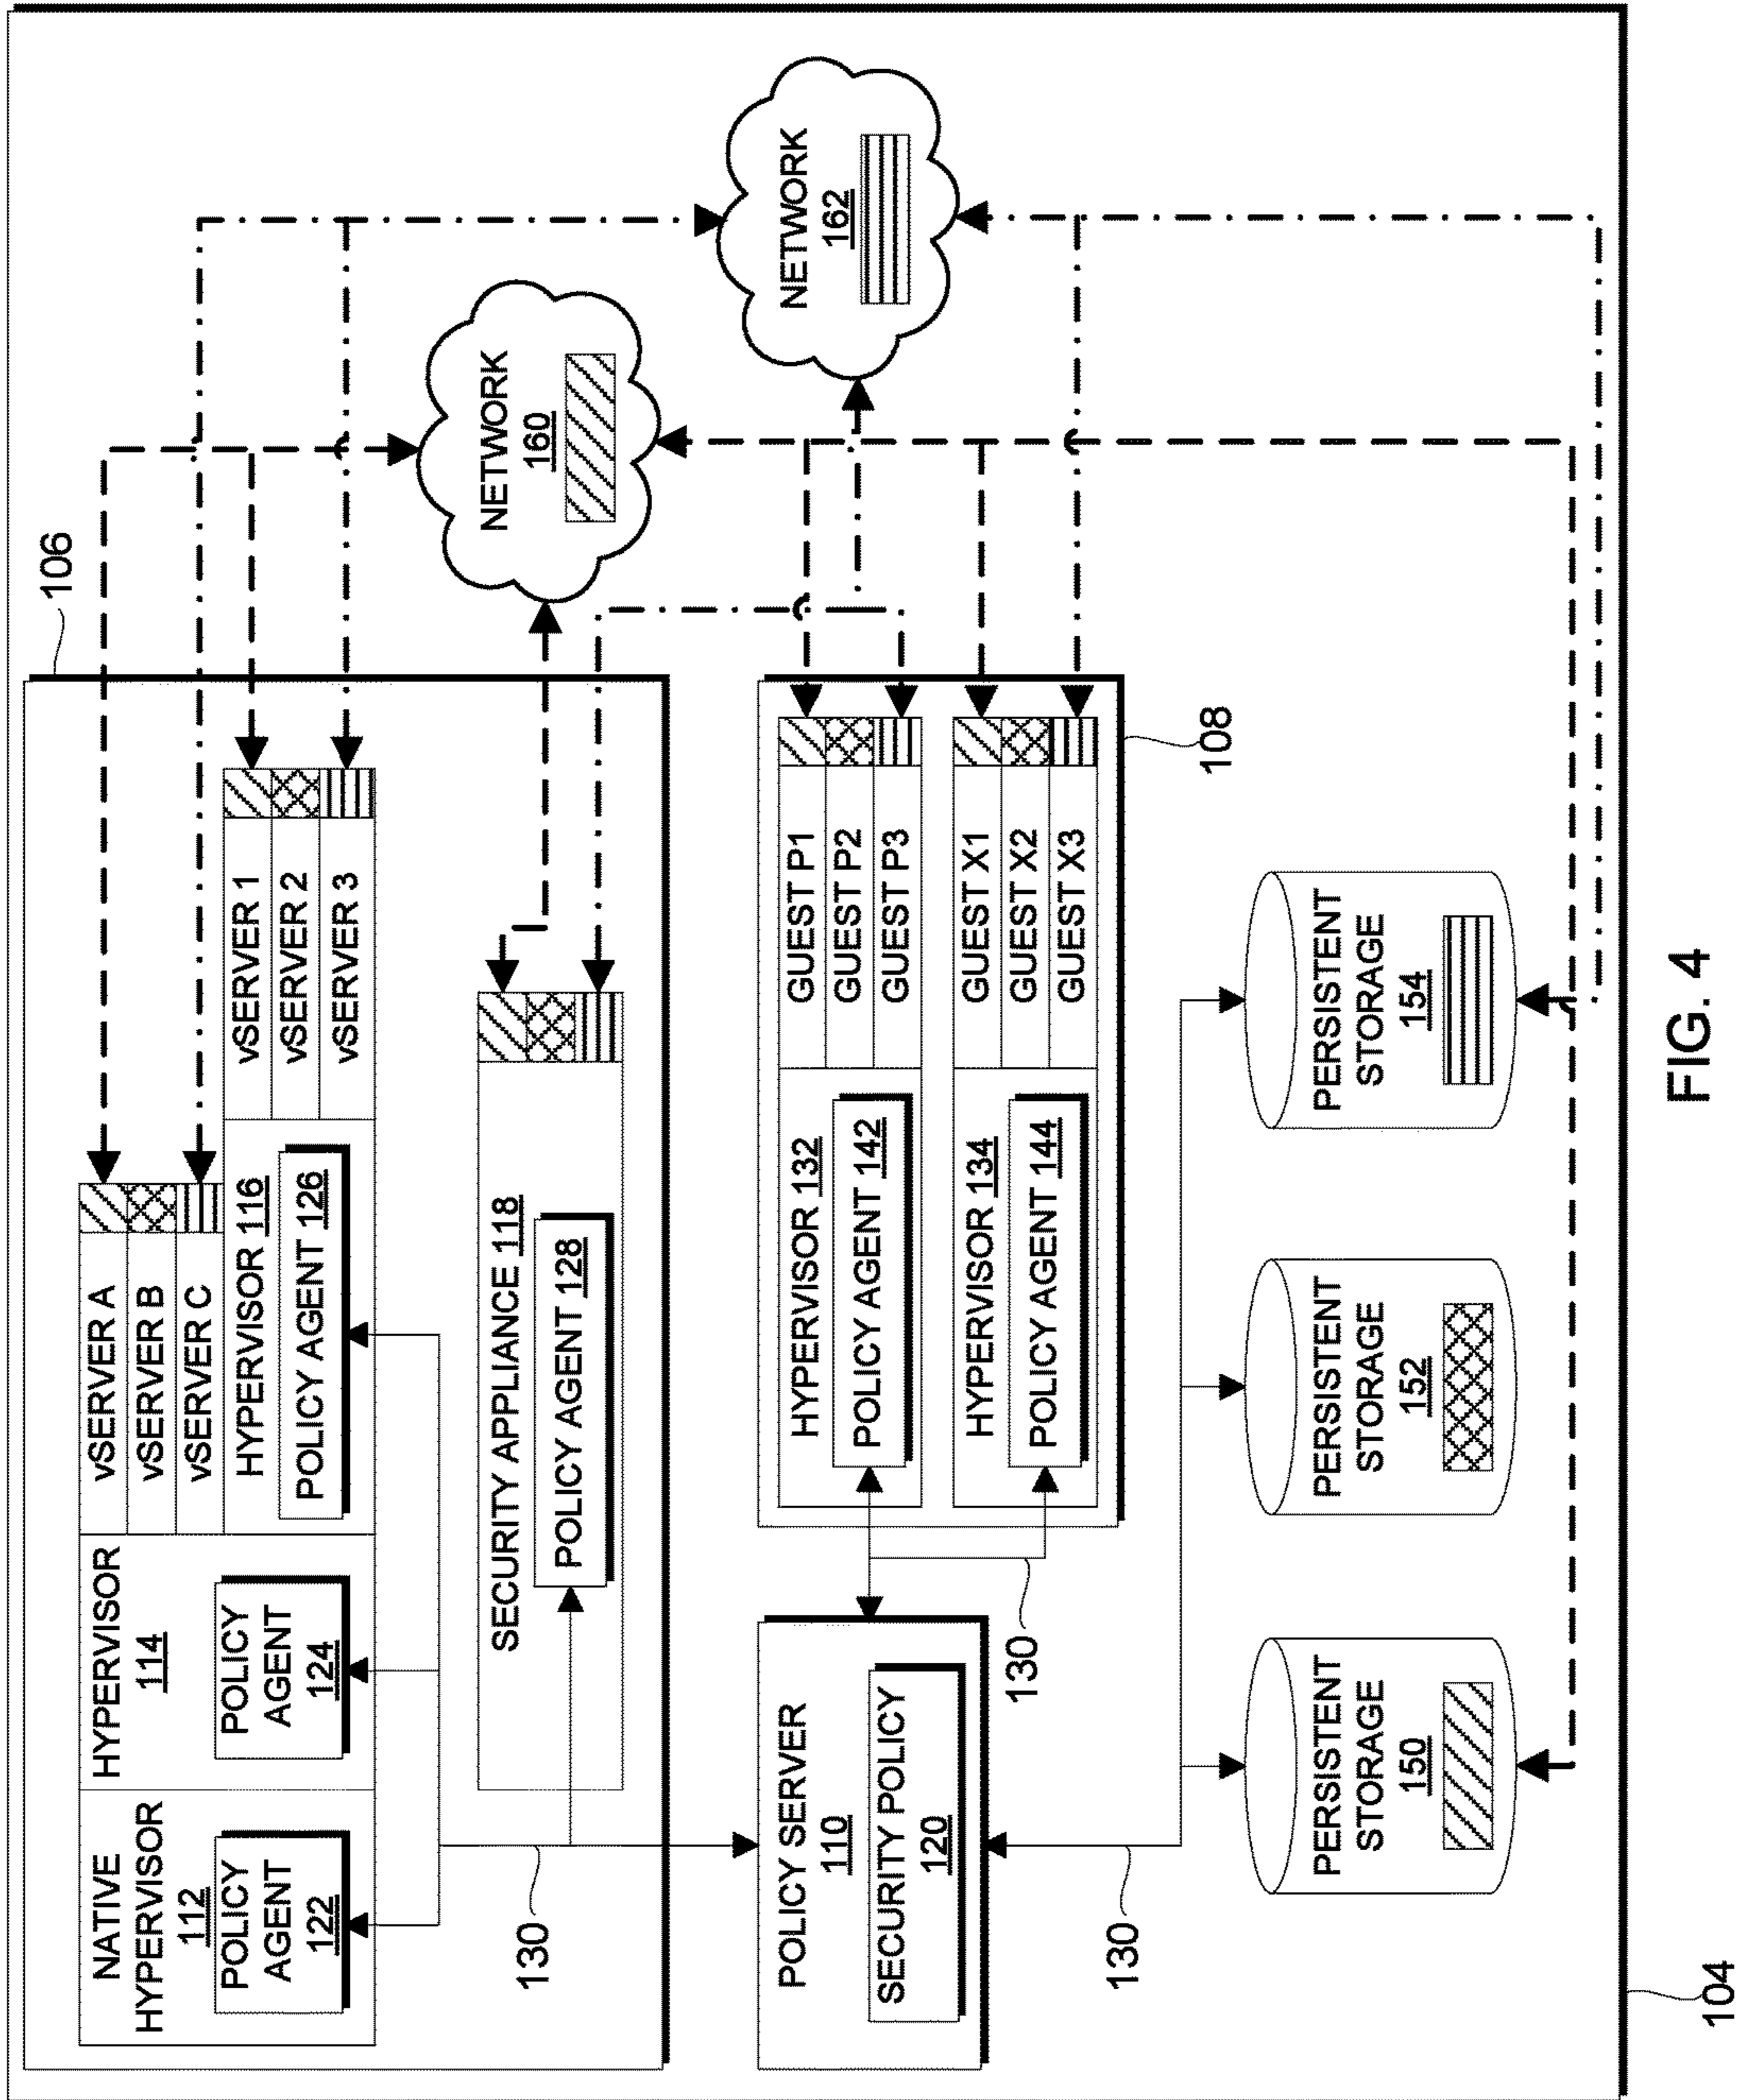 106
NATIVE
HYPERVISOR
112
POLICY
AGENT
122
HYPERVISOR
114
POLICY
AGENT
124
vSERVER A
vSERVER B
vSERVER C
HYPERVISOR 116
POLICY AGENT 126
vSERVER 1
vSERVER 2
vSERVER 3
SECURITY APPLIANCE 118
POLICY AGENT 128
130
NETWORK
160
NETWORK
162
POLICY SERVER
110
SECURITY POLICY
120
130
HYPERVISOR 132
POLICY AGENT 142
GUEST P1
GUEST P2
GUEST P3
HYPERVISOR 134
POLICY AGENT 144
GUEST X1
GUEST X2
GUEST X3
108
130
PERSISTENT
STORAGE
150
PERSISTENT
STORAGE
152
PERSISTENT
STORAGE
154
104
FIG. 4